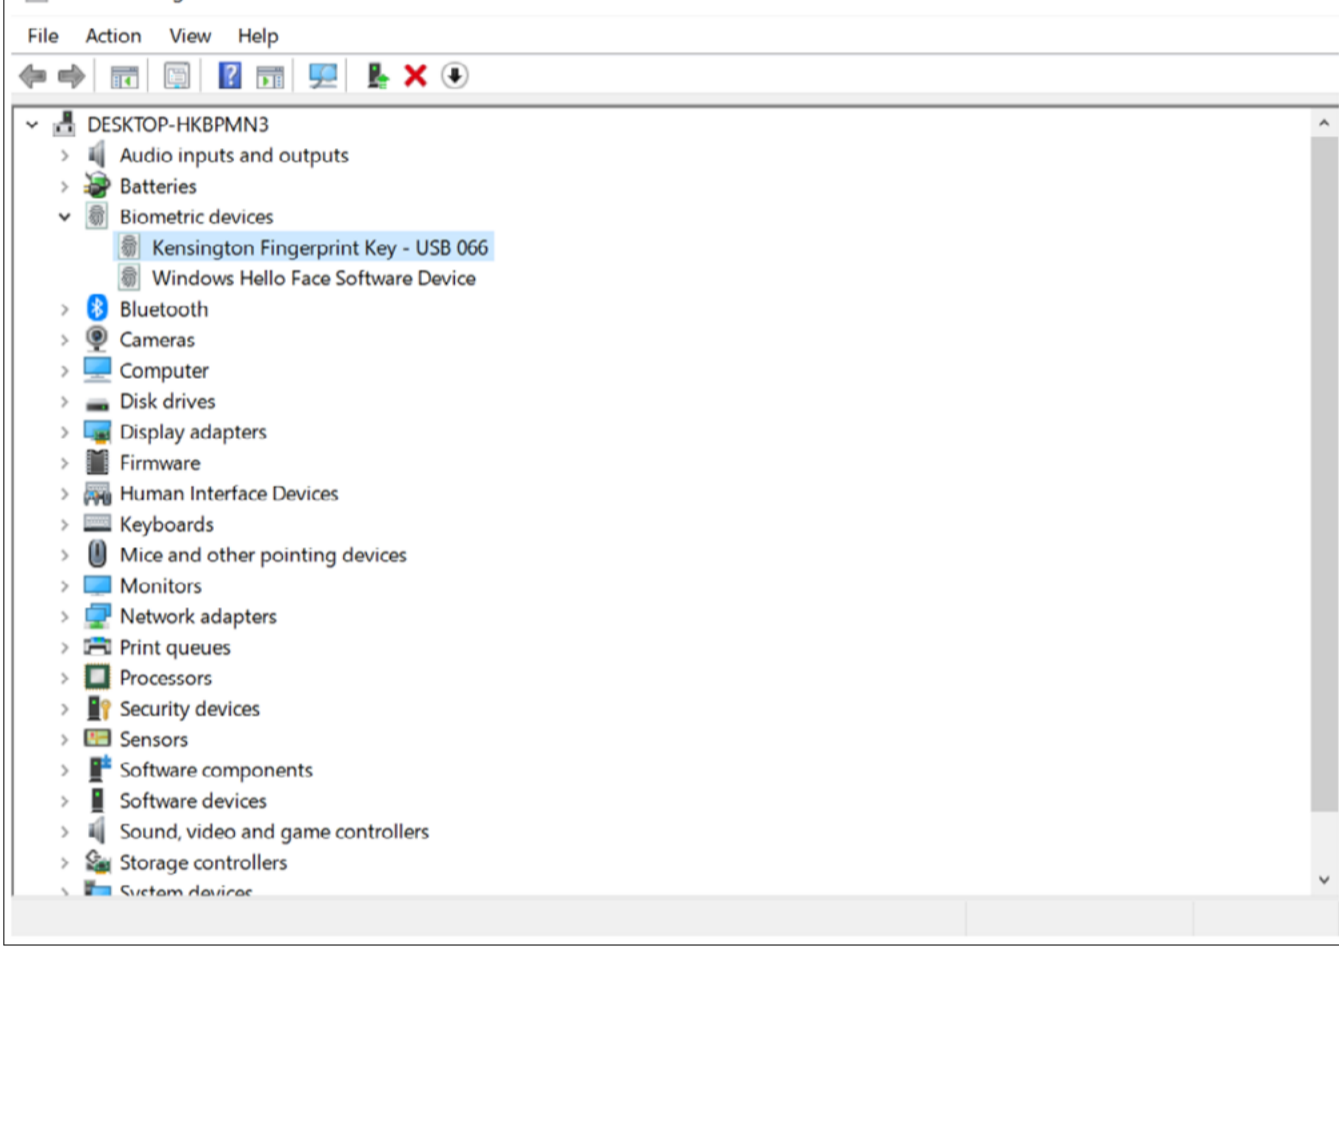 File Action View Help
DESKTOP-HKBPMN3
Audio inputs and outputs
Batteries
Biometric devices
Kensington Fingerprint Key - USB 066
Windows Hello Face Software Device
Bluetooth
Cameras
Computer
Disk drives
Display adapters
Firmware
Human Interface Devices
Keyboards
Mice and other pointing devices
Monitors
Network adapters
Print queues
Processors
Security devices
Sensors
Software components
Software devices
Sound, video and game controllers
Storage controllers
System devices